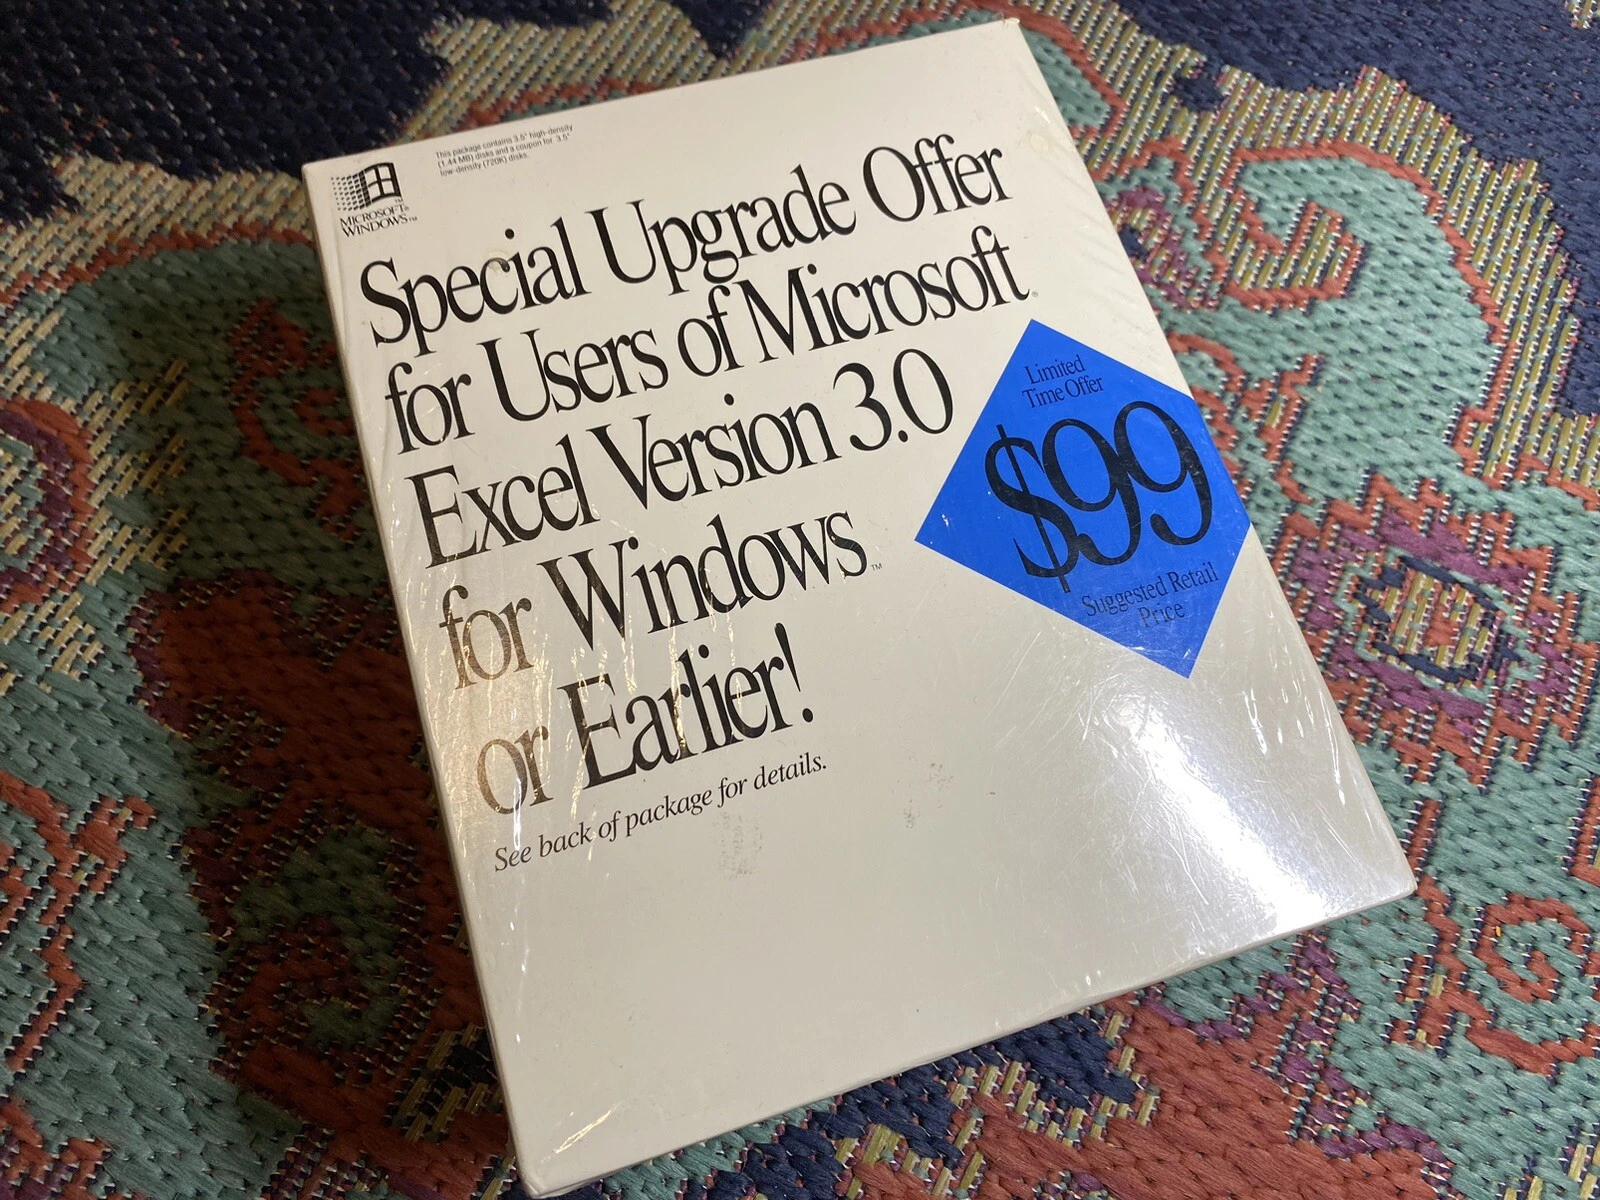 This package contains 3.5" high-density
(1.44 MB) disks and a coupon for 3.5"
low-density (720K) disks.
MICROSOFT®
WINDOWS™
Special Upgrade Offer
for Users of Microsoft®
Excel Version 3.0
for Windows™
or Earlier!
See back of package for details.
Limited
Time Offer
$99
Suggested Retail
Price